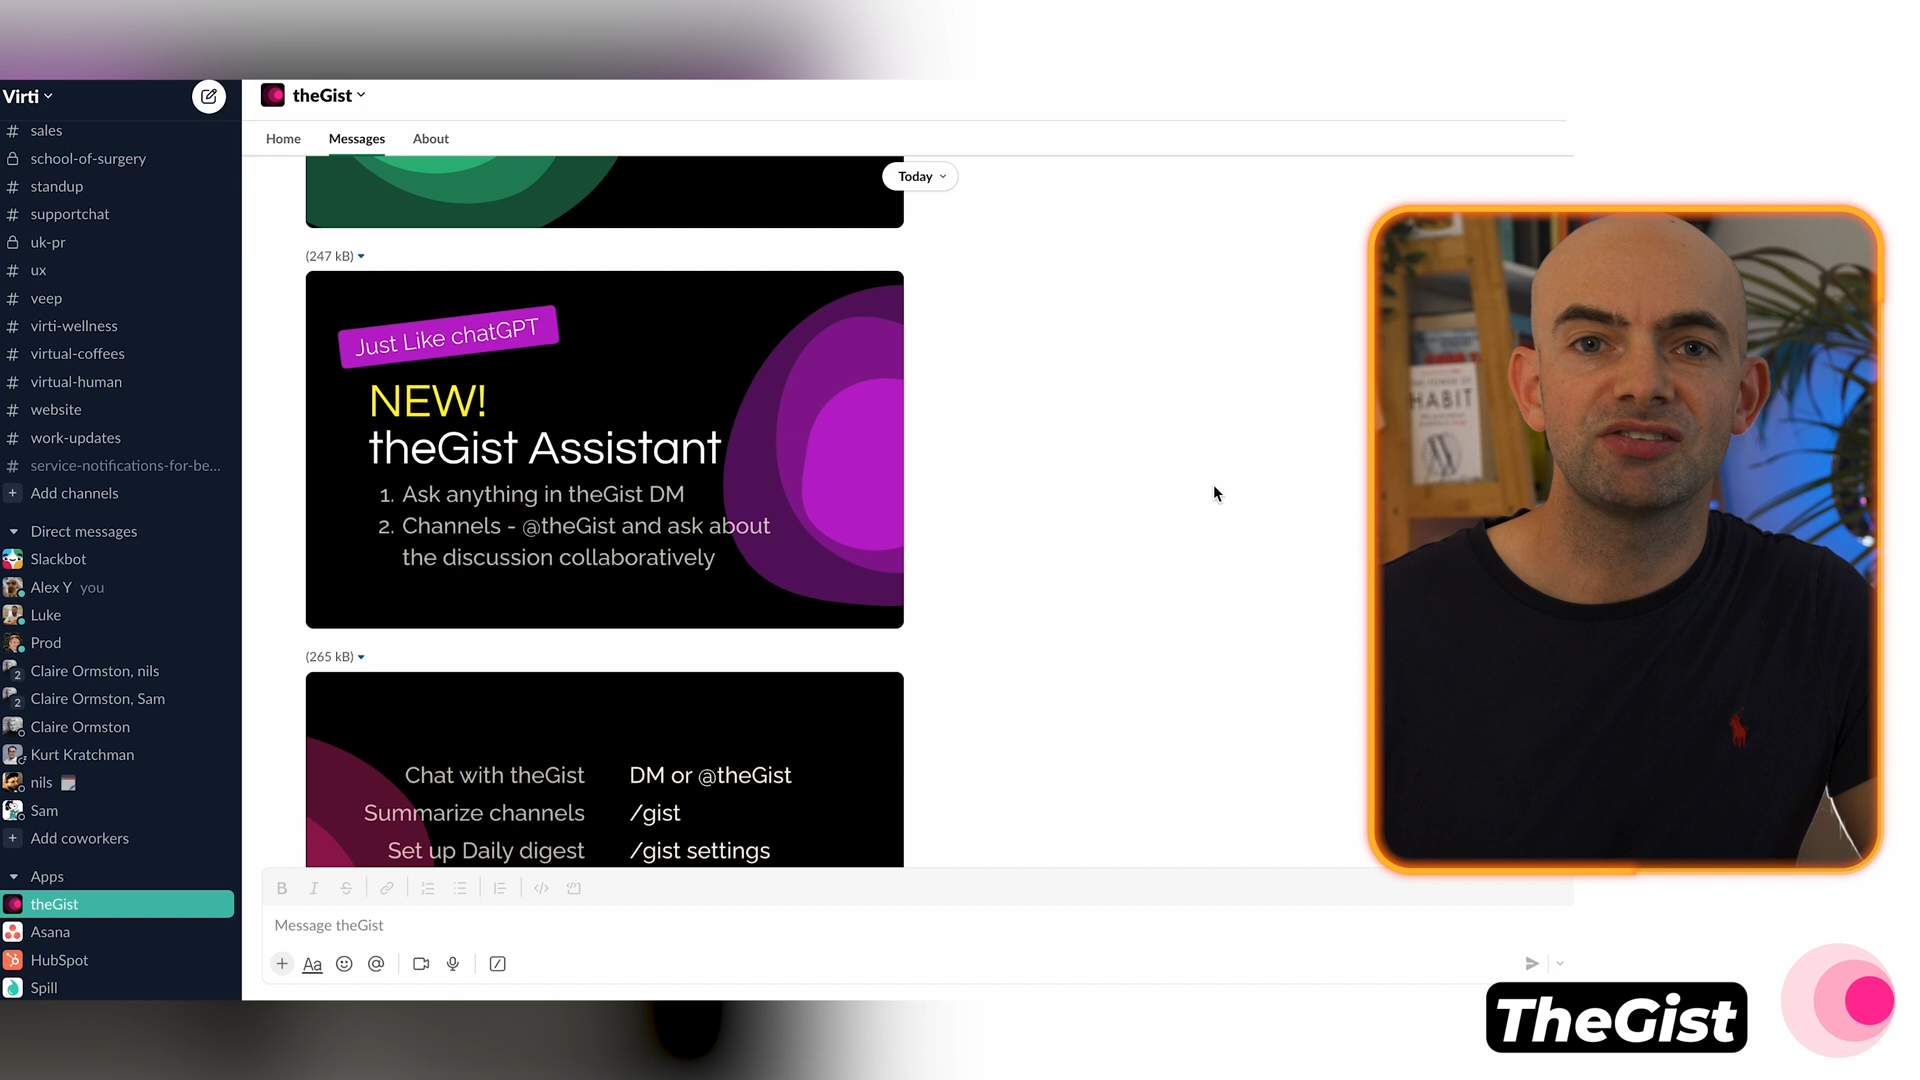 Virti
sales
school-of-surgery
standup
supportchat
uk-pr
ux
veep
virti-wellness
virtual-coffees
virtual-human
website
work-updates
service-notifications-for-be...
Add channels
Direct messages
Slackbot
Alex Y you
Luke
Prod
2 Claire Ormston, nils
2 Claire Ormston, Sam
Claire Ormston
Kurt Kratchman
nils
Sam
Add coworkers
Apps
theGist
Asana
HubSpot
Spill
theGist
Home Messages About
Today
(247 kB)
Just Like chatGPT
NEW!
theGist Assistant
1. Ask anything in theGist DM
2. Channels - @theGist and ask about
the discussion collaboratively
(265 kB)
Chat with theGist DM or @theGist
Summarize channels /gist
Set up Daily digest /gist settings
Message theGist
Aa
HABIT
TheGist